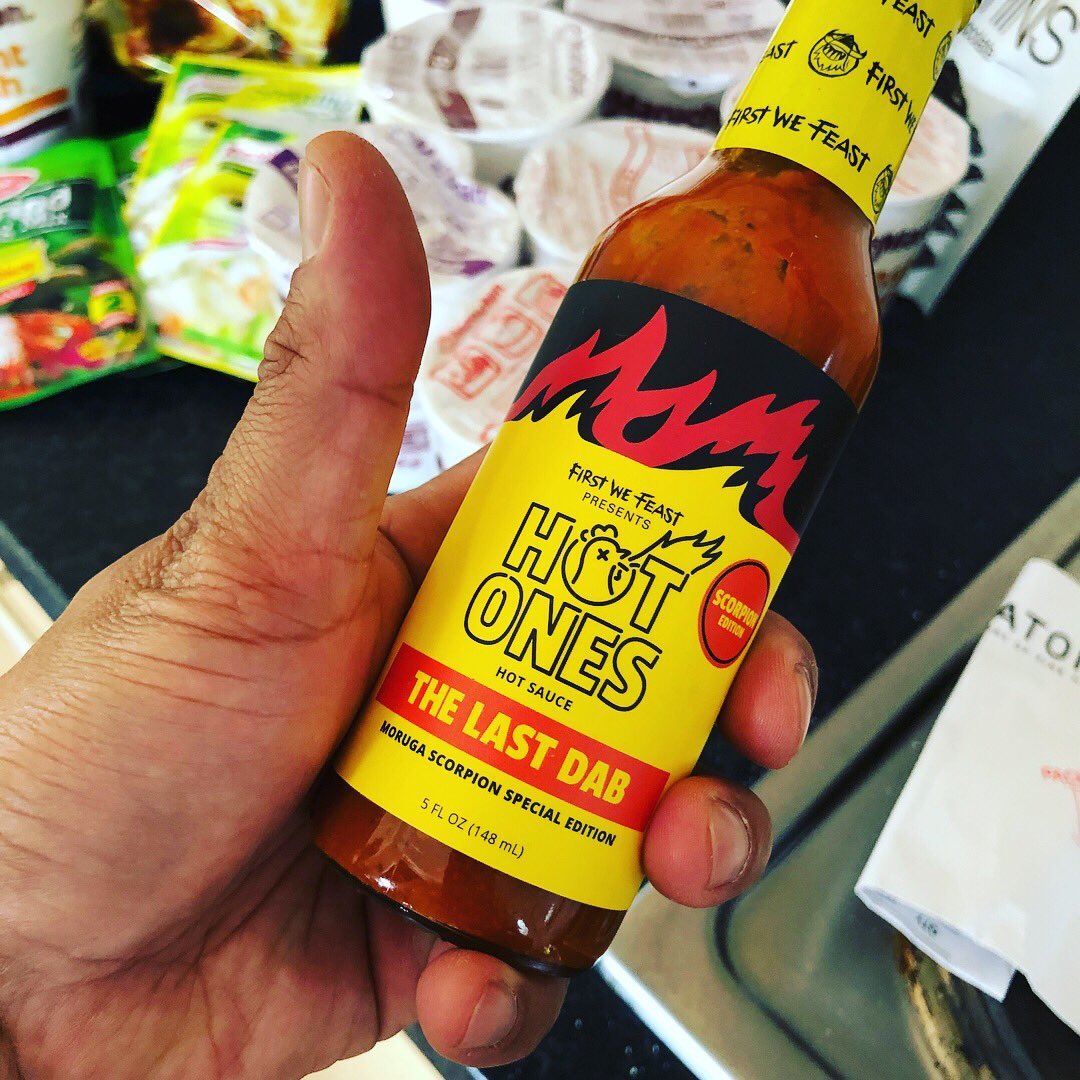 FIRST WE FEAST
FIRST WE FEAST
FIRST WE FEAST
PRESENTS
HOT
ONES
HOT SAUCE
SCORPION
EDITION
THE LAST DAB
MORUGA SCORPION SPECIAL EDITION
5 FL OZ (148 mL)